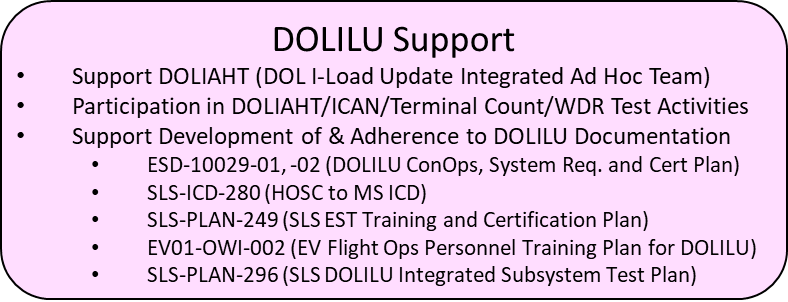 DOLILU Support
• Support DOLIAHT (DOL I-Load Update Integrated Ad Hoc Team)
• Participation in DOLIAHT/ICAN/Terminal Count/WDR Test Activities
• Support Development of & Adherence to DOLILU Documentation
• ESD-10029-01, -02 (DOLILU ConOps, System Req. and Cert Plan)
• SLS-ICD-280 (HOSC to MS ICD)
• SLS-PLAN-249 (SLS EST Training and Certification Plan)
• EV01-OWI-002 (EV Flight Ops Personnel Training Plan for DOLILU)
• SLS-PLAN-296 (SLS DOLILU Integrated Subsystem Test Plan)